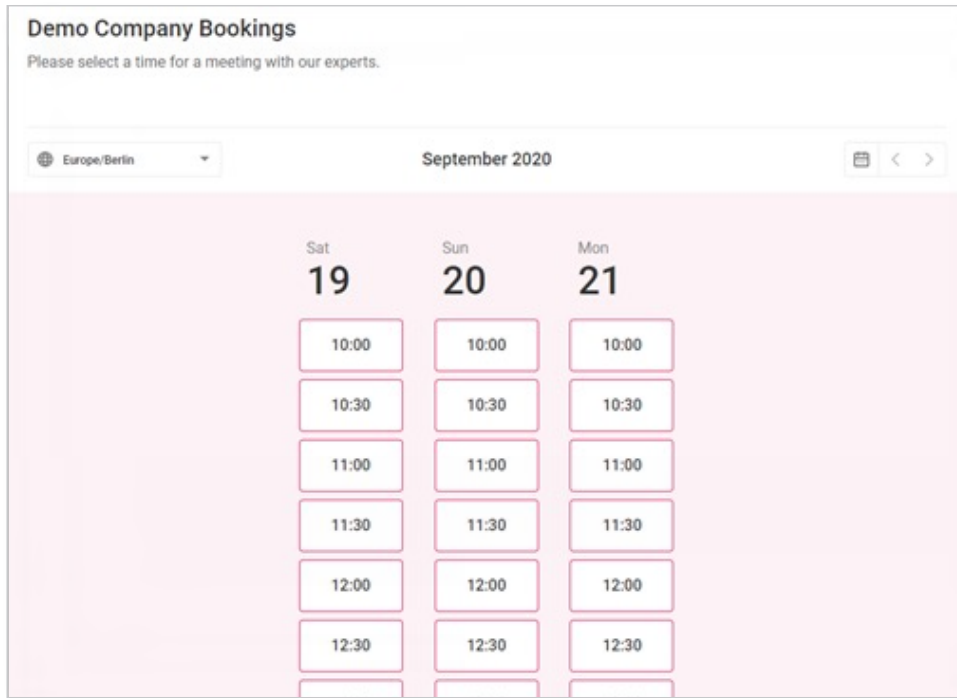 Demo Company Bookings
Please select a time for a meeting with our experts.
Europe/Berlin September 2020
Sat Sun Mon
19 20 21
10:00 10:00 10:00
10:30 10:30 10:30
11:00 11:00 11:00
11:30 11:30 11:30
12:00 12:00 12:00
12:30 12:30 12:30